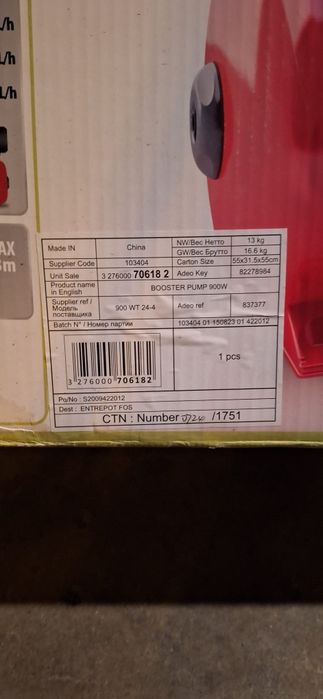 /h
L/h
L/h
AX
Made IN China NW/Вес Нетто 13 kg
GW/Вес Брутто 16.6 kg
Supplier Code 103404 Carton Size 55x31.5x55cm
Unit Sale 3 276000 70618 2 Adeo Key 82278984
Product name in English BOOSTER PUMP 900W
Supplier ref / Модель поставщика 900 WT 24-4 Adeo ref 837377
Batch N° / Номер партии 103404 01 150823 01 422012
3 276000 706182
1 pcs
Po/No : S2009422012
Dest : ENTREPOT FOS
CTN : Number /1751